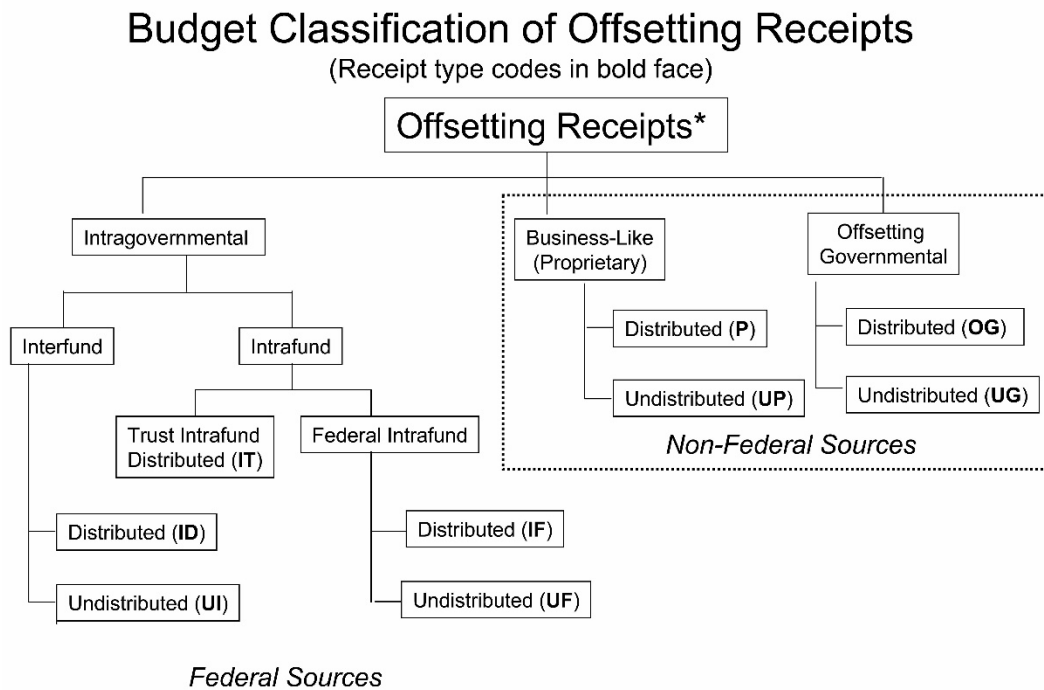 Budget Classification of Offsetting Receipts
(Receipt type codes in bold face)
Offsetting Receipts*
Intragovernmental
Business-Like
(Proprietary)
Offsetting
Governmental
Distributed (P)
Distributed (OG)
Interfund
Intrafund
Undistributed (UP)
Undistributed (UG)
Trust Intrafund
Distributed (IT)
Federal Intrafund
Non-Federal Sources
Distributed (ID)
Distributed (IF)
Undistributed (UI)
Undistributed (UF)
Federal Sources